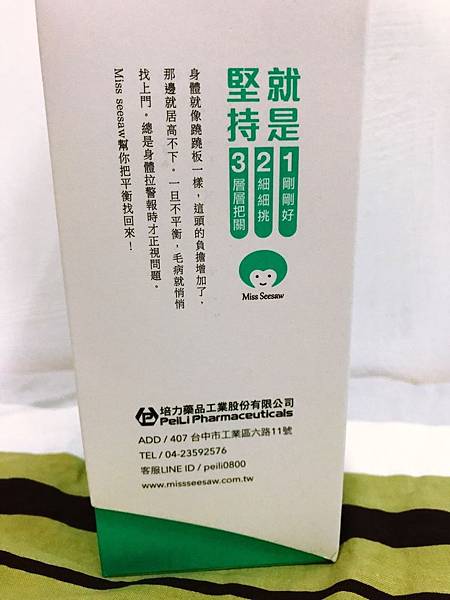 就是
堅持
1 剛剛好
2 細細挑
3 層層把關
Miss Seesaw
身體就像蹺蹺板一樣，這頭的負擔增加了，
那邊就居高不下。一旦不平衡，毛病就悄悄
找上門。總是身體拉警報時才正視問題。
Miss seesaw幫你把平衡找回來！
培力藥品工業股份有限公司
PeiLi Pharmaceuticals
ADD / 407 台中市工業區六路11號
TEL / 04-23592576
客服LINE ID / peili0800
www.missseesaw.com.tw